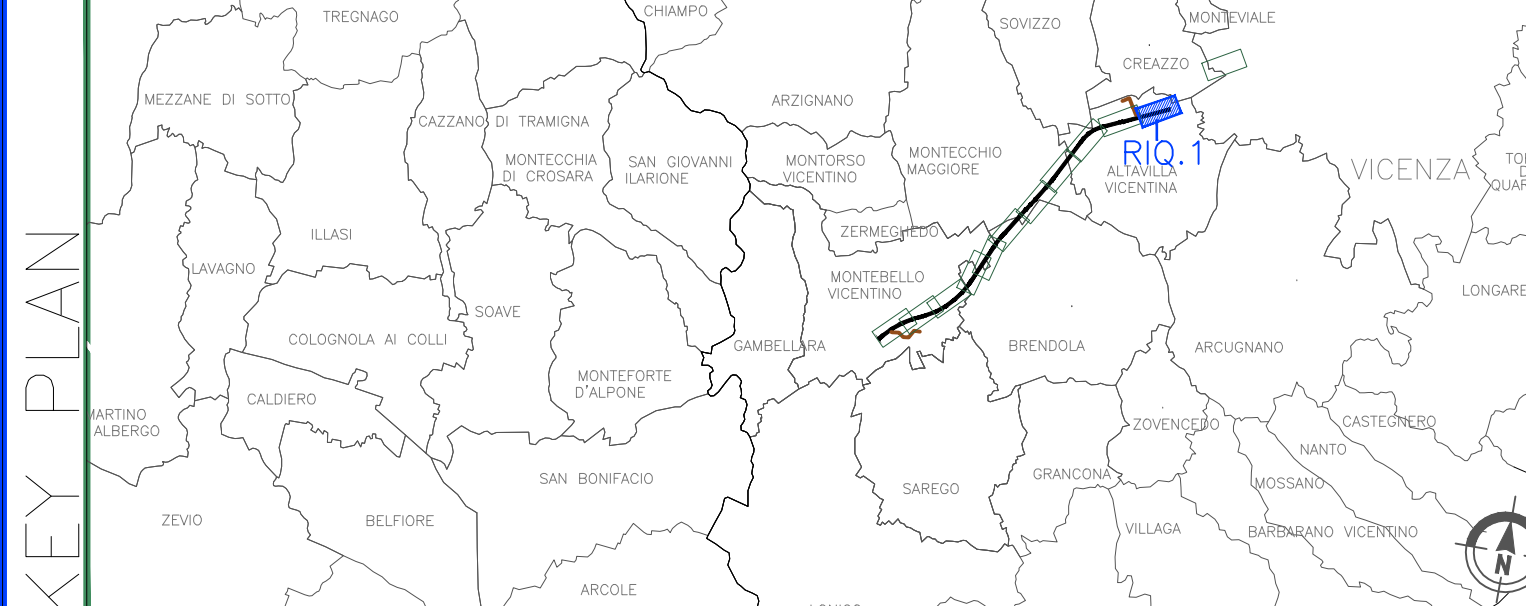 KEY PLAN
TREGNAGO
CHIAMPO
SOVIZZO
MONTEVIALE
CREAZZO
MEZZANE DI SOTTO
ARZIGNANO
CAZZANO DI TRAMIGNA
RIQ.1
MONTECCHIA
DI CROSARA
SAN GIOVANNI
ILARIONE
MONTORSO
VICENTINO
MONTECCHIO
MAGGIORE
ALTAVILLA
VICENTINA
VICENZA
QUAR
ILLASI
ZERMEGHEDO
LAVAGNO
MONTEBELLO
VICENTINO
LONGARE
SOAVE
COLOGNOLA AI COLLI
GAMBELLARA
BRENDOLA
ARCUGNANO
MONTEFORTE
D'ALPONE
CALDIERO
MARTINO
ALBERGO
ZOVENCEDO
CASTEGNERO
NANTO
SAN BONIFACIO
SAREGO
GRANCONA
MOSSANO
ZEVIO
BELFIORE
VILLAGA
BARBARANO VICENTINO
N
ARCOLE